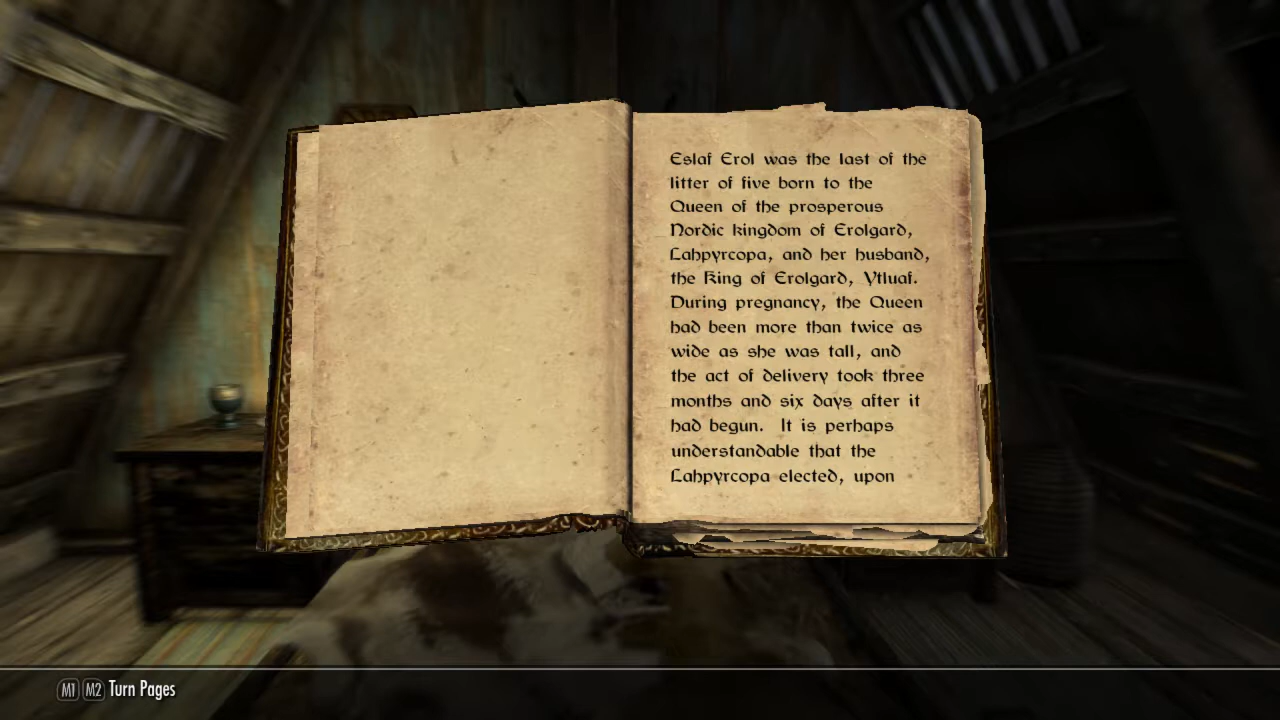 Eslaf Erol was the last of the
litter of five born to the
Queen of the prosperous
Nordic kingdom of Erolgard,
Lahpyrcopa, and her husband,
the King of Erolgard, Ytluaf.
During pregnancy, the Queen
had been more than twice as
wide as she was tall, and
the act of delivery took three
months and six days after it
had begun.  It is perhaps
understandable that the
Lahpyrcopa elected, upon
M1 M2 Turn Pages